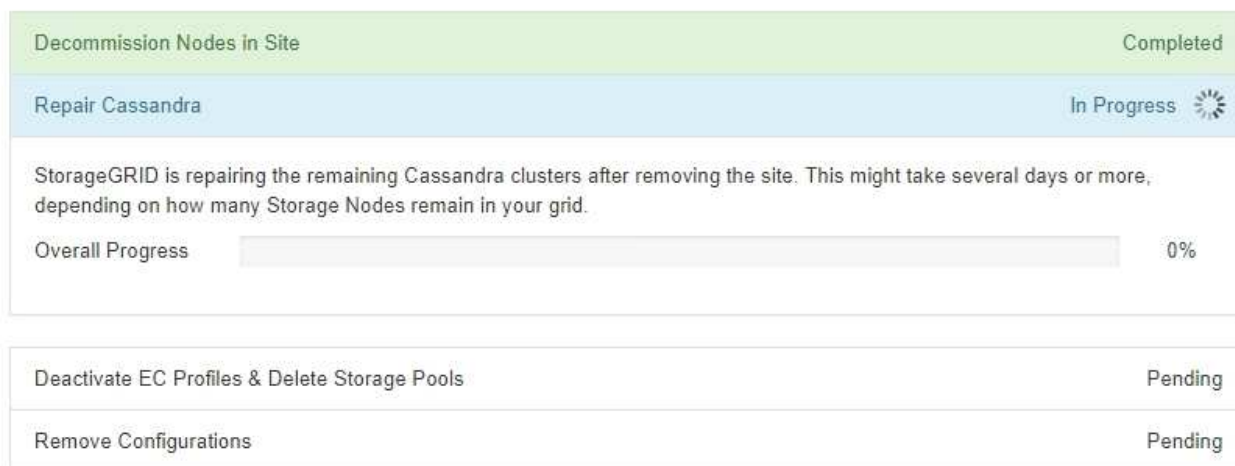 Decommission Nodes in Site Completed
Repair Cassandra In Progress
StorageGRID is repairing the remaining Cassandra clusters after removing the site. This might take several days or more,
depending on how many Storage Nodes remain in your grid.
Overall Progress 0%
Deactivate EC Profiles & Delete Storage Pools Pending
Remove Configurations Pending